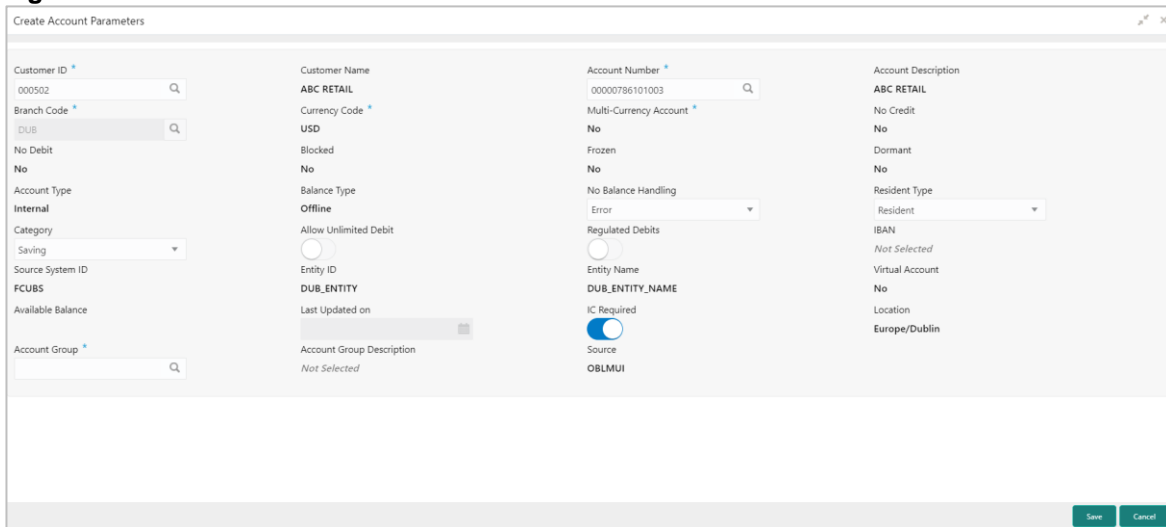 Create Account Parameters
Customer ID * Customer Name Account Number * Account Description
000502 ABC RETAIL 00000786101003 ABC RETAIL
Branch Code * Currency Code * Multi-Currency Account * No Credit
DUB USD No No
No Debit Blocked Frozen Dormant
No No No No
Account Type Balance Type No Balance Handling Resident Type
Internal Offline Error Resident
Category Allow Unlimited Debit Regulated Debits IBAN
Saving Not Selected
Source System ID Entity ID Entity Name Virtual Account
FCUBS DUB_ENTITY DUB_ENTITY_NAME No
Available Balance Last Updated on IC Required Location
Europe/Dublin
Account Group * Account Group Description Source
Not Selected OBLMUI
Save Cancel